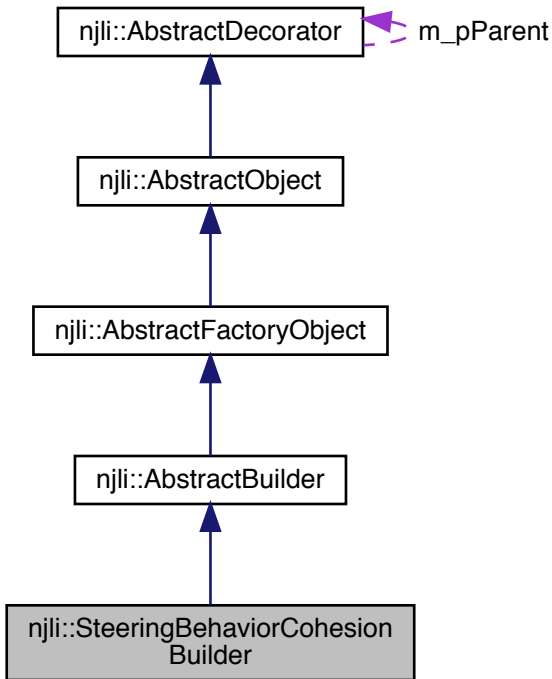 njli::AbstractDecorator
m_pParent
njli::AbstractObject
njli::AbstractFactoryObject
njli::AbstractBuilder
njli::SteeringBehaviorCohesion
Builder